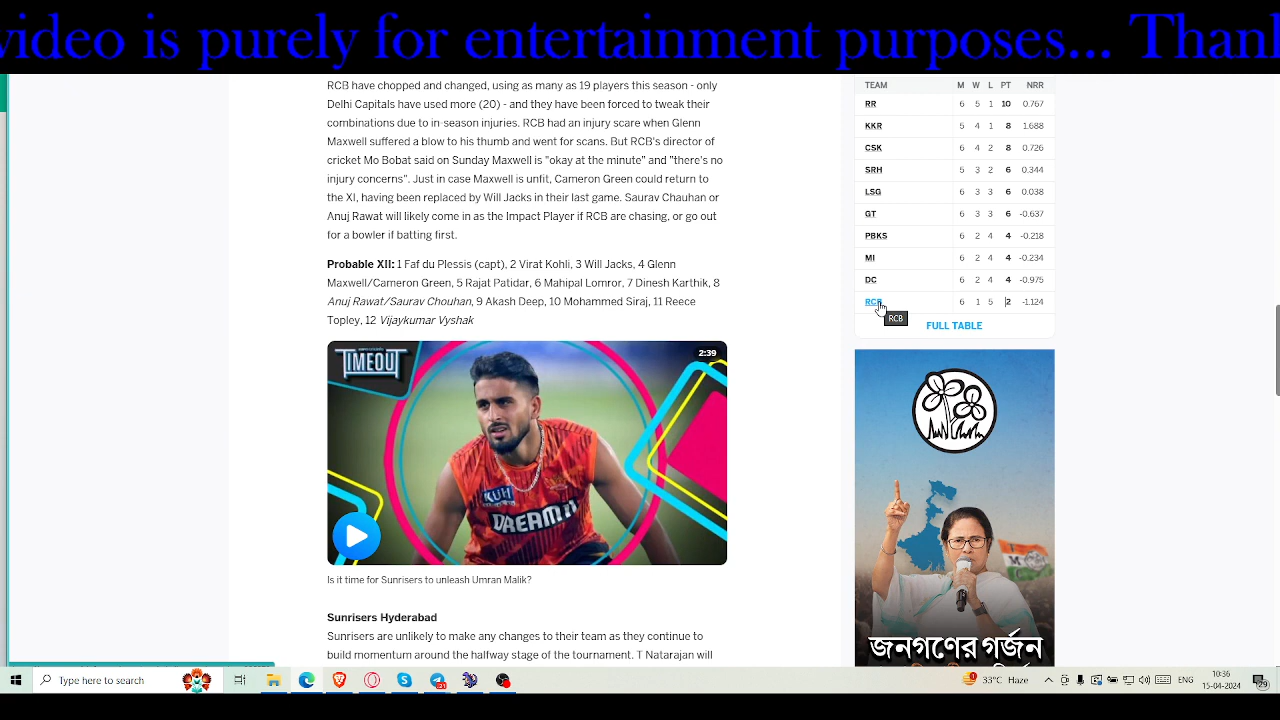 video is purely for entertainment purposes... Thank
RCB have chopped and changed, using as many as 19 players this season - only
Delhi Capitals have used more (20) - and they have been forced to tweak their
combinations due to in-season injuries. RCB had an injury scare when Glenn
Maxwell suffered a blow to his thumb and went for scans. But RCB's director of
cricket Mo Bobat said on Sunday Maxwell is "okay at the minute" and "there's no
injury concerns". Just in case Maxwell is unfit, Cameron Green could return to
the XI, having been replaced by Will Jacks in their last game. Saurav Chauhan or
Anuj Rawat will likely come in as the Impact Player if RCB are chasing, or go out
for a bowler if batting first.
Probable XII: 1 Faf du Plessis (capt), 2 Virat Kohli, 3 Will Jacks, 4 Glenn
Maxwell/Cameron Green, 5 Rajat Patidar, 6 Mahipal Lomror, 7 Dinesh Karthik, 8
Anuj Rawat/Saurav Chouhan, 9 Akash Deep, 10 Mohammed Siraj, 11 Reece
Topley, 12 Vijaykumar Vyshak
TIMEOUT
2:39
KUH
DREAM11
Is it time for Sunrisers to unleash Umran Malik?
Sunrisers Hyderabad
Sunrisers are unlikely to make any changes to their team as they continue to
build momentum around the halfway stage of the tournament. T Natarajan will
TEAM M W L PT NRR
RR 6 5 1 10 0.767
KKR 5 4 1 8 1.688
CSK 6 4 2 8 0.726
SRH 5 3 2 6 0.344
LSG 6 3 3 6 0.038
GT 6 3 3 6 -0.637
PBKS 6 2 4 4 -0.218
MI 6 2 4 4 -0.234
DC 6 2 4 4 -0.975
RCB 6 1 5 2 -1.124
RCB
FULL TABLE
জনগণের গর্জন
Type here to search
33°C Haze
ENG
10:36
15-04-2024